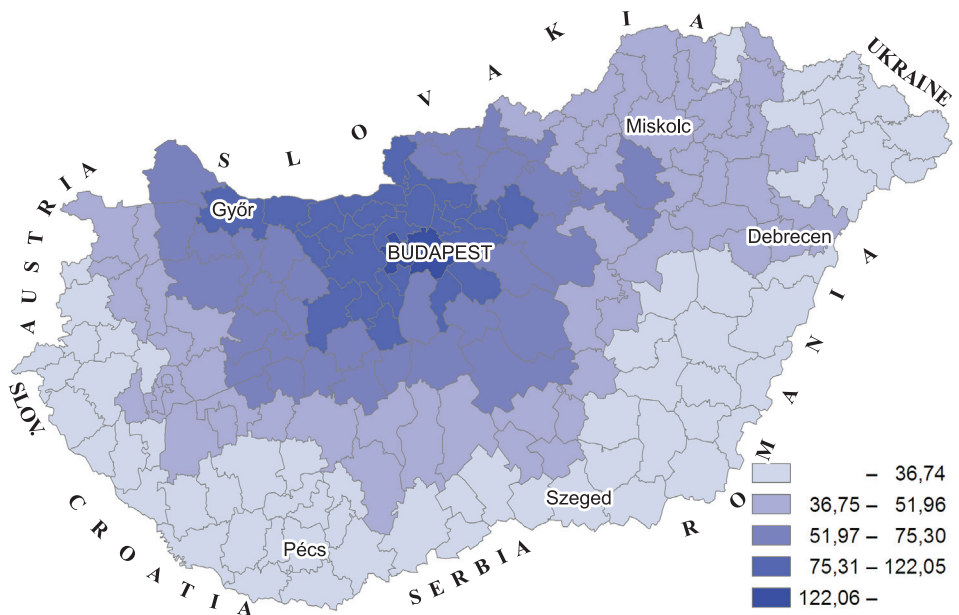 SLOVAKIA
UKRAINE
Miskolc
AUSTRIA
Győr
Debrecen
BUDAPEST
ROMANIA
SLOV.
CROATIA
Szeged
Pécs
SERBIA
– 36,74
36,75 – 51,96
51,97 – 75,30
75,31 – 122,05
122,06 –